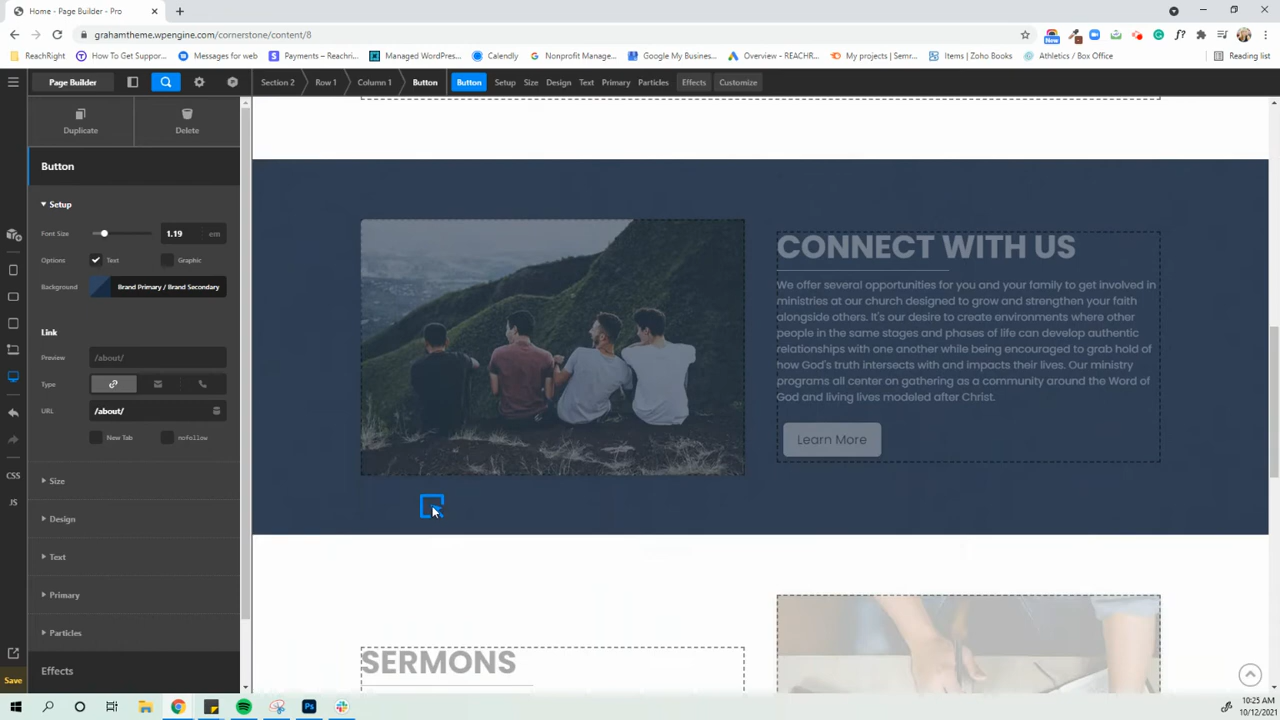 Home - Page Builder - Pro
grahamtheme.wpengine.com/cornerstone/content/8
ReachRight
How To Get Suppor...
Messages for web
Payments – Reachri...
Managed WordPres...
Calendly
Nonprofit Manage...
Google My Busines...
Overview - REACHR...
My projects | Semr...
Items | Zoho Books
Athletics / Box Office
Reading list
New
Page Builder
Section 2
Row 1
Column 1
Button
Button
Setup
Size
Design
Text
Primary
Particles
Effects
Customize
Duplicate
Delete
Button
Setup
Font Size
1.19
em
Options
Text
Graphic
Background
Brand Primary / Brand Secondary
Link
Preview
/about/
Type
URL
/about/
New Tab
nofollow
Size
Design
Text
Primary
Particles
Effects
CSS
JS
Save
CONNECT WITH US
We offer several opportunities for you and your family to get involved in
ministries at our church designed to grow and strengthen your faith
alongside others. It's our desire to create environments where other
people in the same stages and phases of life can develop authentic
relationships with one another while being encouraged to grab hold of
how God's truth intersects with and impacts their lives. Our ministry
programs all center on gathering as a community around the Word of
God and living lives modeled after Christ.
Learn More
SERMONS
10:25 AM
10/12/2021